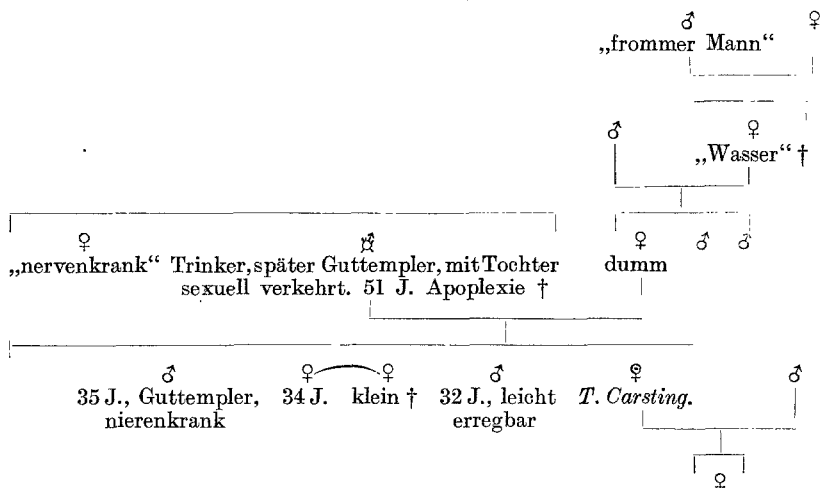 ♂ ♀
„frommer Mann“
♂ ♀
„Wasser“ †
♀ ♂ ♀ ♂ ♂
„nervenkrank“ Trinker, später Guttempler, mit Tochter dumm
sexuell verkehrt. 51 J. Apoplexie †
♂ ♀ ♀ ♂ ♀ ♂
35 J., Guttempler, 34 J. klein † 32 J., leicht T. Carsting.
nierenkrank erregbar
♀